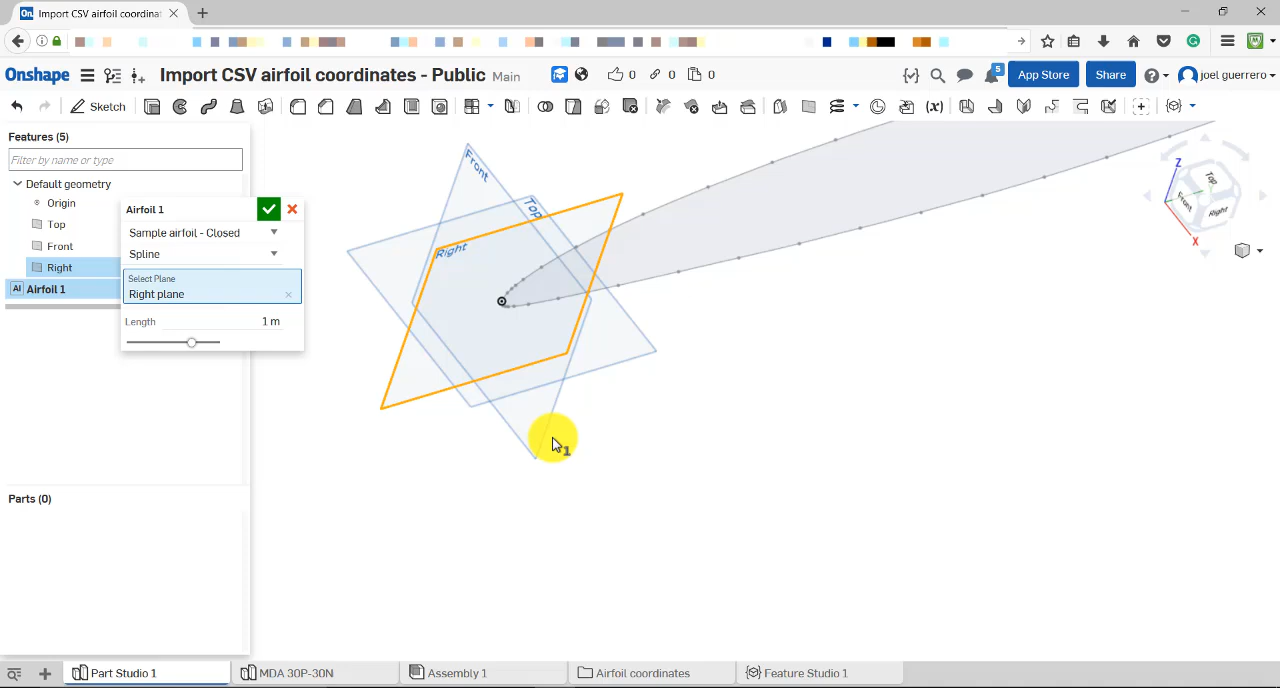 On Import CSV airfoil coordinat
Onshape Import CSV airfoil coordinates - Public Main 0 0 0 5 App Store Share joel guerrero
Sketch (x)
Features (5)
Filter by name or type
Default geometry
Origin
Top
Front
Right
Airfoil 1
Airfoil 1
Sample airfoil - Closed
Spline
Select Plane
Right plane
Length 1 m
Front
Top
Right
Z
Top
Front
Right
X
1
Parts (0)
Part Studio 1 MDA 30P-30N Assembly 1 Airfoil coordinates Feature Studio 1